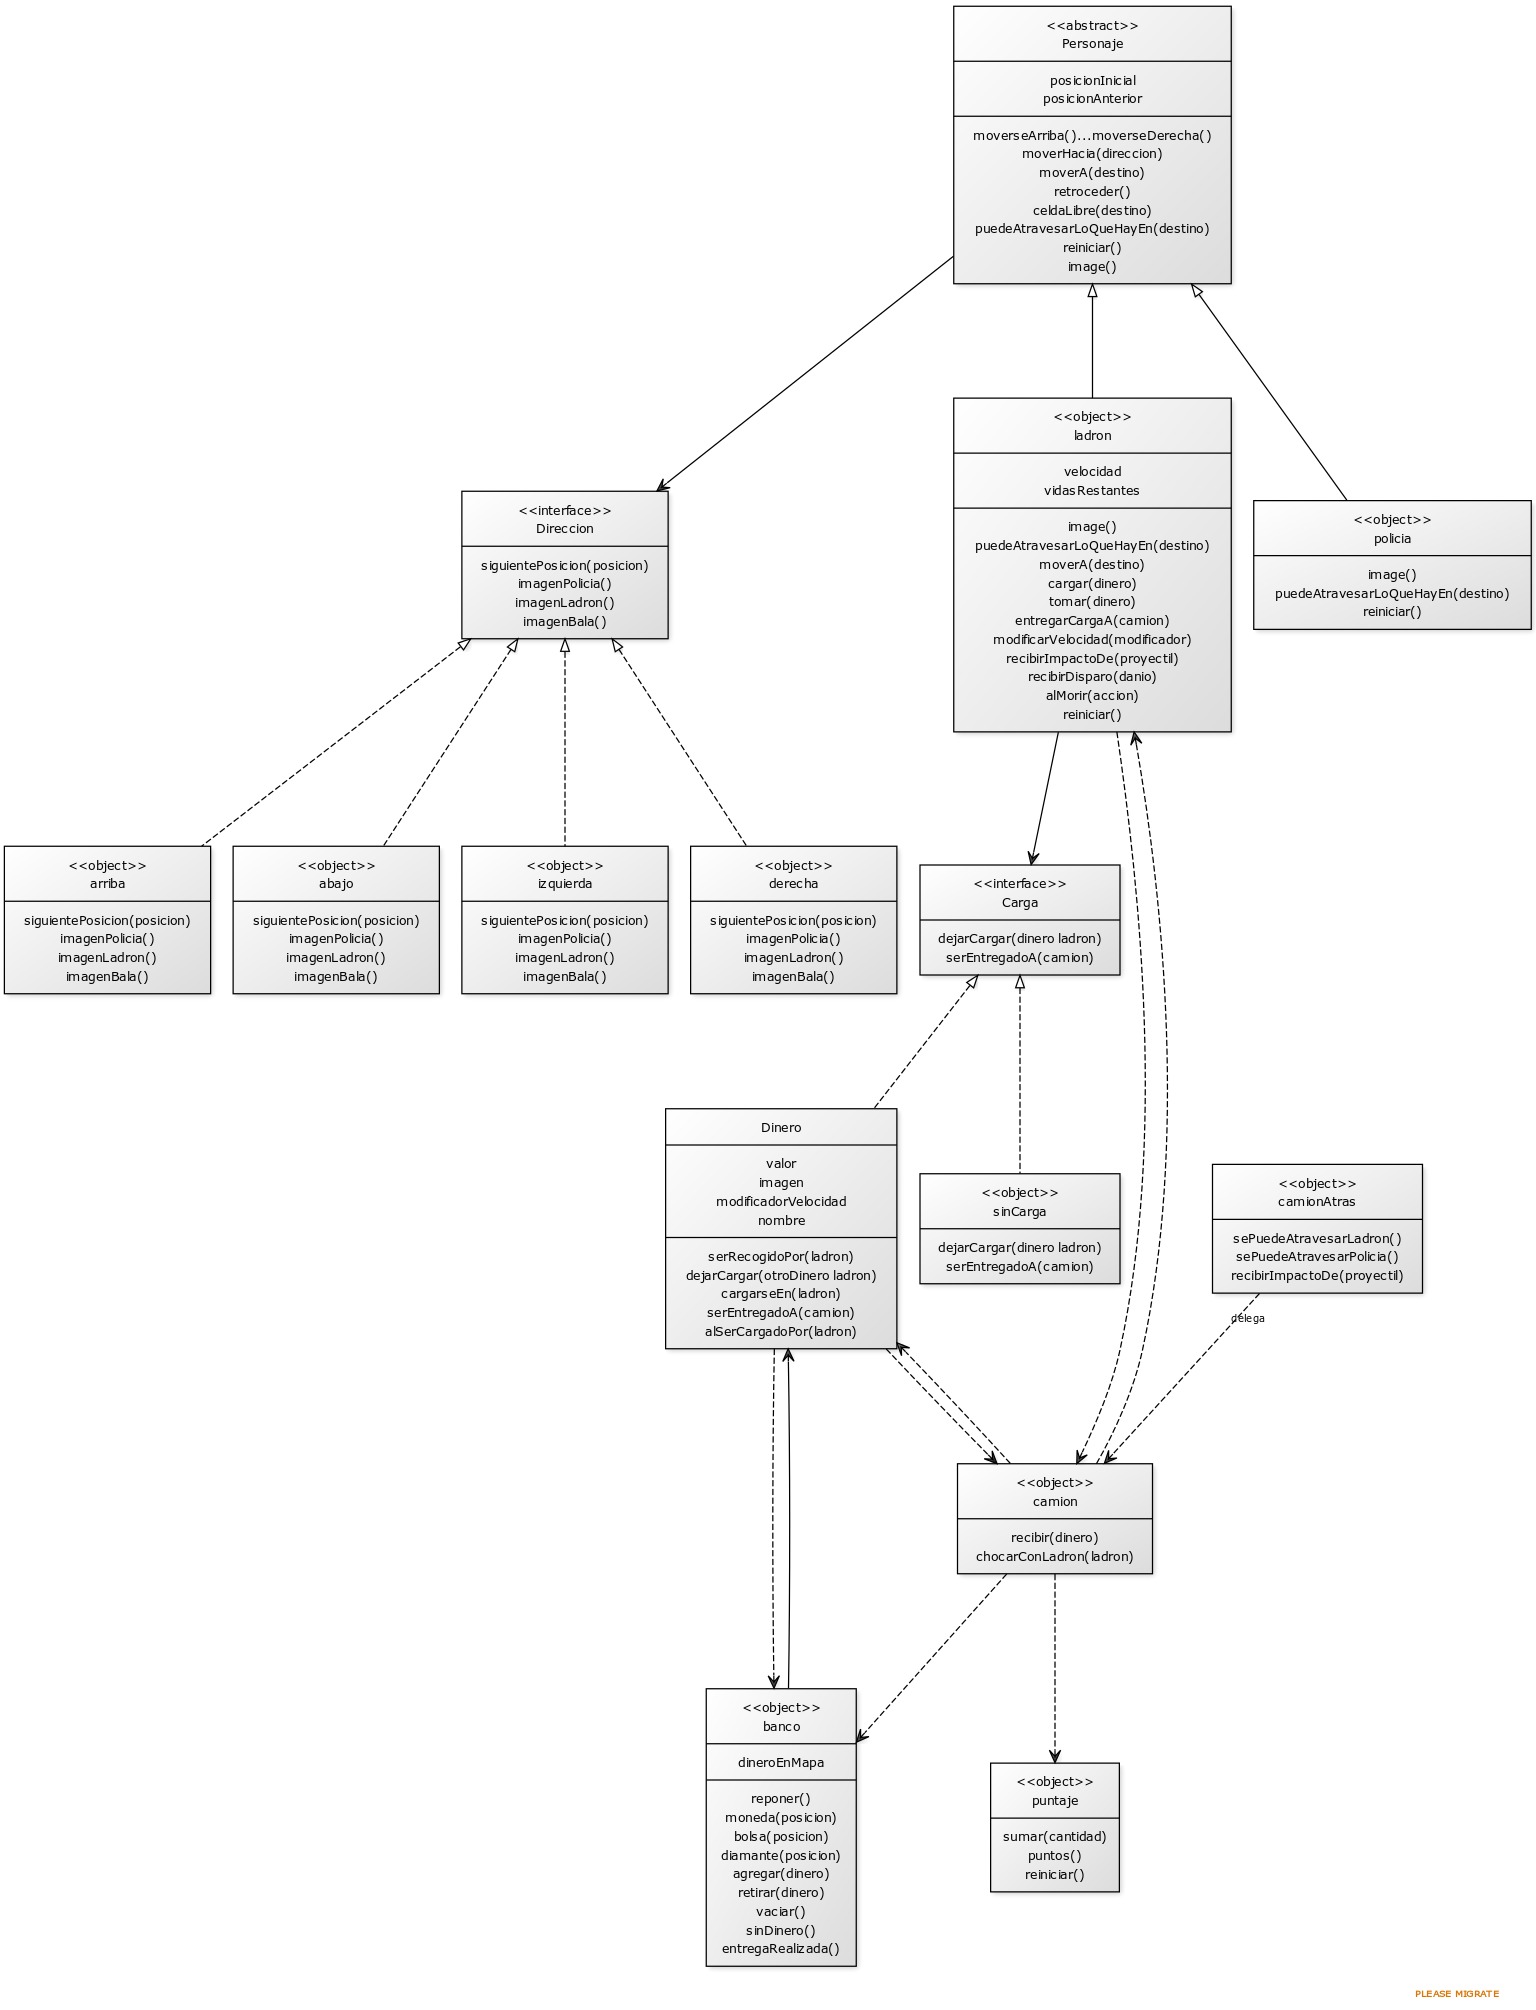 <<abstract>>
Personaje
posicionInicial
posicionAnterior
moverseArriba()...moverseDerecha()
moverHacia(direccion)
moverA(destino)
retroceder()
celdaLibre(destino)
puedeAtravesarLoQueHayEn(destino)
reiniciar()
image()
<<interface>>
Direccion
siguientePosicion(posicion)
imagenPolicia()
imagenLadron()
imagenBala()
<<object>>
ladron
velocidad
vidasRestantes
image()
puedeAtravesarLoQueHayEn(destino)
moverA(destino)
cargar(dinero)
tomar(dinero)
entregarCargaA(camion)
modificarVelocidad(modificador)
recibirImpactoDe(proyectil)
recibirDisparo(danio)
alMorir(accion)
reiniciar()
<<object>>
policia
image()
puedeAtravesarLoQueHayEn(destino)
reiniciar()
<<object>>
arriba
siguientePosicion(posicion)
imagenPolicia()
imagenLadron()
imagenBala()
<<object>>
abajo
siguientePosicion(posicion)
imagenPolicia()
imagenLadron()
imagenBala()
<<object>>
izquierda
siguientePosicion(posicion)
imagenPolicia()
imagenLadron()
imagenBala()
<<object>>
derecha
siguientePosicion(posicion)
imagenPolicia()
imagenLadron()
imagenBala()
<<interface>>
Carga
dejarCargar(dinero ladron)
serEntregadoA(camion)
Dinero
valor
imagen
modificadorVelocidad
nombre
serRecogidoPor(ladron)
dejarCargar(otroDinero ladron)
cargarseEn(ladron)
serEntregadoA(camion)
alSerCargadoPor(ladron)
<<object>>
sinCarga
dejarCargar(dinero ladron)
serEntregadoA(camion)
<<object>>
camionAtras
sePuedeAtravesarLadron()
sePuedeAtravesarPolicia()
recibirImpactoDe(proyectil)
delega
<<object>>
camion
recibir(dinero)
chocarConLadron(ladron)
<<object>>
banco
dineroEnMapa
reponer()
moneda(posicion)
bolsa(posicion)
diamante(posicion)
agregar(dinero)
retirar(dinero)
vaciar()
sinDinero()
entregaRealizada()
<<object>>
puntaje
sumar(cantidad)
puntos()
reiniciar()
PLEASE MIGRATE